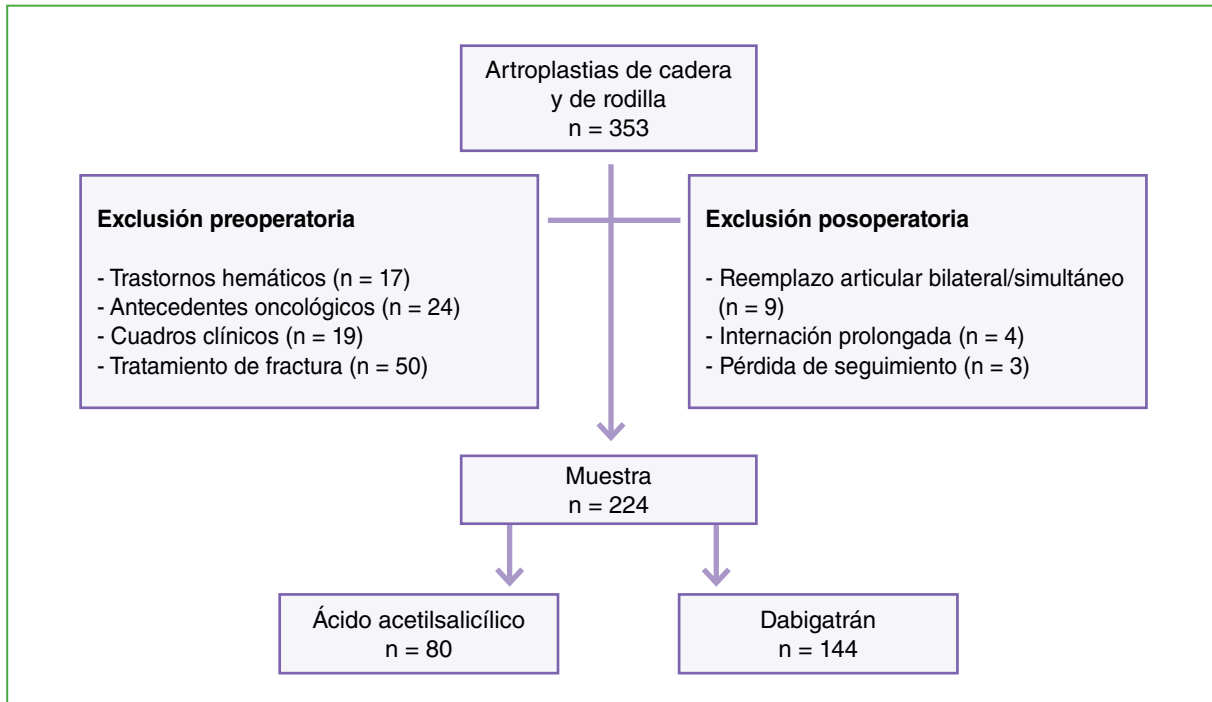 Artroplastias de cadera
y de rodilla
n = 353
Exclusión preoperatoria
- Trastornos hemáticos (n = 17)
- Antecedentes oncológicos (n = 24)
- Cuadros clínicos (n = 19)
- Tratamiento de fractura (n = 50)
Exclusión posoperatoria
- Reemplazo articular bilateral/simultáneo
(n = 9)
- Internación prolongada (n = 4)
- Pérdida de seguimiento (n = 3)
Muestra
n = 224
Ácido acetilsalicílico
n = 80
Dabigatrán
n = 144